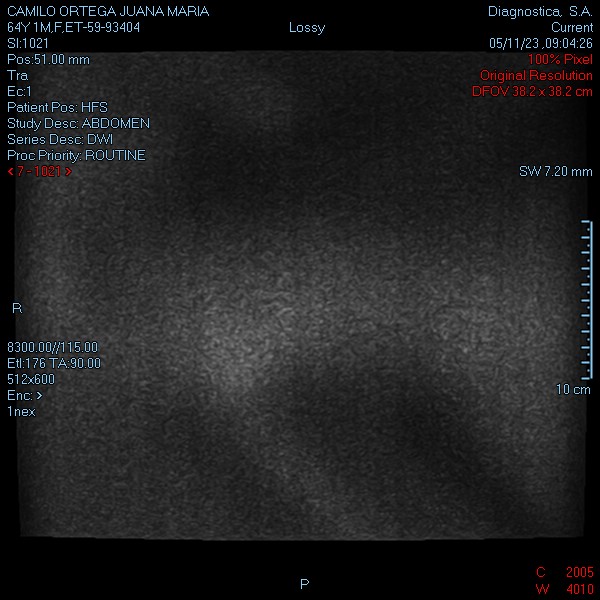 CAMILO ORTEGA JUANA MARIA
64Y 1M,F,ET-59-93404
Sl:1021
Pos:51.00 mm
Tra
Ec:1
Patient Pos: HFS
Study Desc: ABDOMEN
Series Desc: DWI
Proc Priority: ROUTINE
< 7 - 1021 >
Lossy
Diagnostica, S.A.
Current
05/11/23 ,09:04:26
100% Pixel
Original Resolution
DFOV 38.2 x 38.2 cm
SW 7.20 mm
R
8300.00//115.00
Etl:176 TA:90.00
512x600
Enc: >
1nex
10 cm
P
C 2005
W 4010